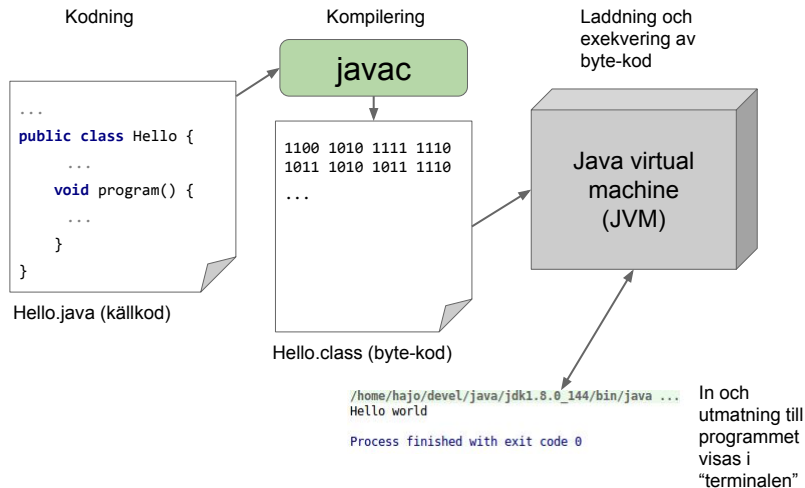 Kodning
Kompilering
Laddning och
exekvering av
byte-kod
javac
...
public class Hello {
...
void program() {
...
}
}
Hello.java (källkod)
1100 1010 1111 1110
1011 1010 1011 1110
...
Hello.class (byte-kod)
Java virtual
machine
(JVM)
/home/hajo/devel/java/jdk1.8.0_144/bin/java ...
Hello world
Process finished with exit code 0
In och
utmatning till
programmet
visas i
“terminalen”